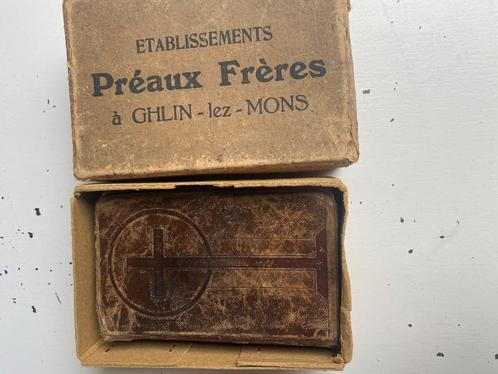 ETABLISSEMENTS
Préaux Frères
à GHLIN - lez - MONS